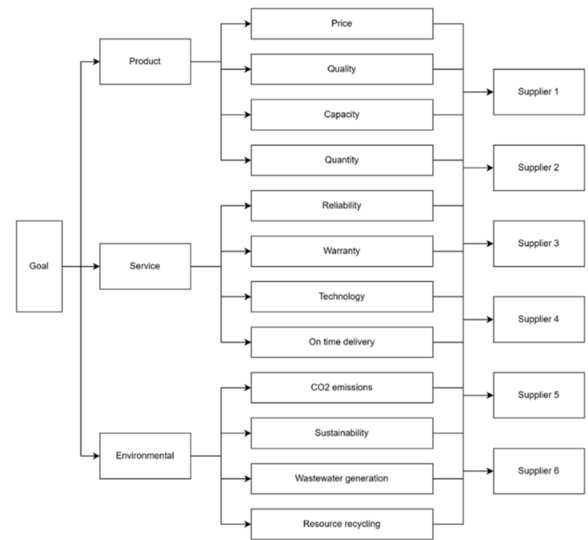 Goal
Product
Service
Environmental
Price
Quality
Capacity
Quantity
Reliability
Warranty
Technology
On time delivery
CO2 emissions
Sustainability
Wastewater generation
Resource recycling
Supplier 1
Supplier 2
Supplier 3
Supplier 4
Supplier 5
Supplier 6